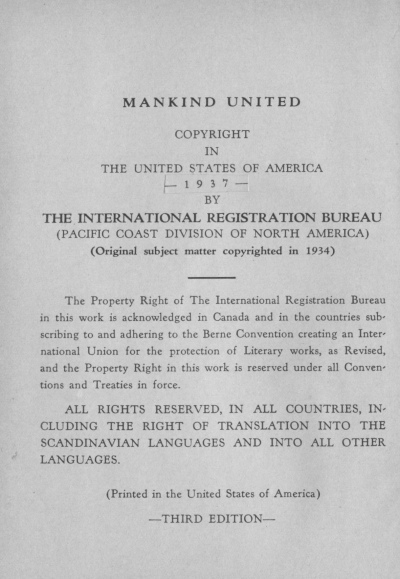 MANKIND UNITED
COPYRIGHT
IN
THE UNITED STATES OF AMERICA
— 1937 —
BY
THE INTERNATIONAL REGISTRATION BUREAU
(PACIFIC COAST DIVISION OF NORTH AMERICA)
(Original subject matter copyrighted in 1934)
The Property Right of The International Registration Bureau
in this work is acknowledged in Canada and in the countries sub-
scribing to and adhering to the Berne Convention creating an Inter-
national Union for the protection of Literary works, as Revised,
and the Property Right in this work is reserved under all Conven-
tions and Treaties in force.
ALL RIGHTS RESERVED, IN ALL COUNTRIES, IN-
CLUDING THE RIGHT OF TRANSLATION INTO THE
SCANDINAVIAN LANGUAGES AND INTO ALL OTHER
LANGUAGES.
(Printed in the United States of America)
—THIRD EDITION—